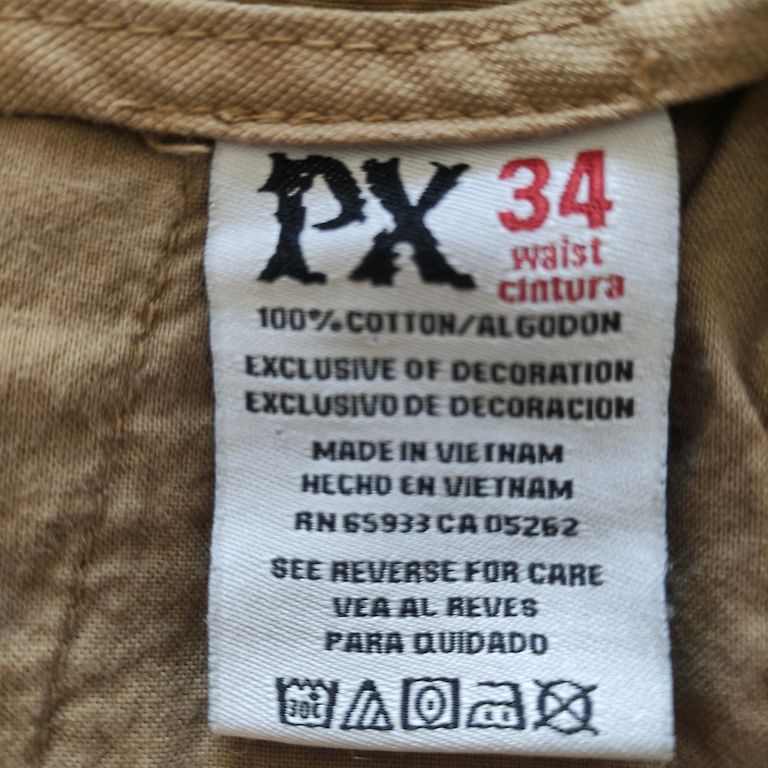 PX 34
waist
cintura
100% COTTON/ALGODON
EXCLUSIVE OF DECORATION
EXCLUSIVO DE DECORACION
MADE IN VIETNAM
HECHO EN VIETNAM
RN 65933 CA 05262
SEE REVERSE FOR CARE
VEA AL REVES
PARA QUIDADO
30C